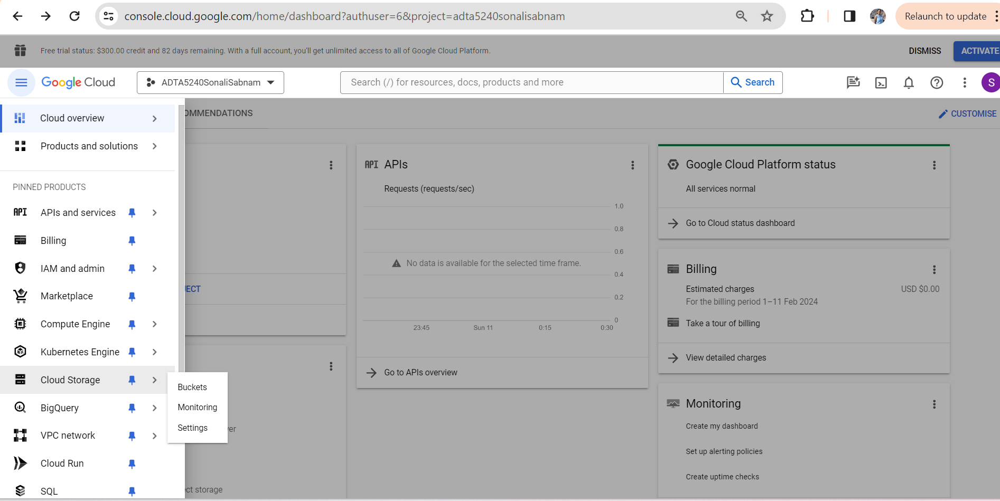 console.cloud.google.com/home/dashboard?authuser=6&project=adta5240sonalisabnam
Relaunch to update
Free trial status: $300.00 credit and 82 days remaining. With a full account, you'll get unlimited access to all of Google Cloud Platform.
DISMISS
ACTIVATE
Google Cloud
ADTA5240SonaliSabnam
Search (/) for resources, docs, products and more
Search
S
Cloud overview
Products and solutions
PINNED PRODUCTS
API APIs and services
Billing
IAM and admin
Marketplace
Compute Engine
Kubernetes Engine
Cloud Storage
BigQuery
VPC network
Cloud Run
SQL
Buckets
Monitoring
Settings
OMMENDATIONS
CUSTOMISE
JECT
ver
ct storage
API APIs
Requests (requests/sec)
1.0
0.8
0.6
No data is available for the selected time frame.
0.4
0.2
0
23:45 Sun 11 0:15 0:30
Go to APIs overview
Google Cloud Platform status
All services normal
Go to Cloud status dashboard
Billing
Estimated charges USD $0.00
For the billing period 1–11 Feb 2024
Take a tour of billing
View detailed charges
Monitoring
Create my dashboard
Set up alerting policies
Create uptime checks